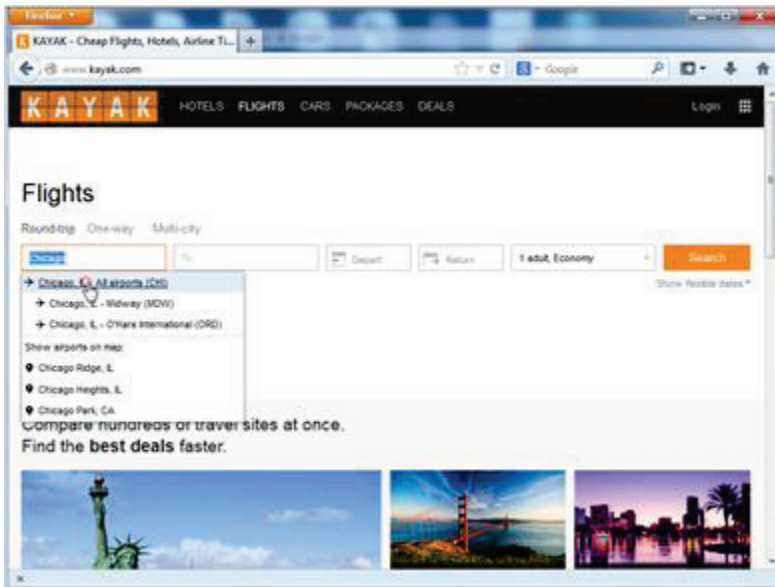 Firefox
KAYAK - Cheap Flights, Hotels, Airline Ti...
www.kayak.com
Google
KAYAK HOTELS FLIGHTS CARS PACKAGES DEALS Login
Flights
Round-trip One-way Multi-city
Chicago To Depart Return 1 adult, Economy Search
Chicago, All airports (CHI)
Show flexible dates
Chicago, IL - Midway (MDW)
Chicago, IL - O'Hare International (ORD)
Show airports on map:
Chicago Ridge, IL
Chicago Heights, IL
Chicago Park, CA
Compare hundreds of travel sites at once.
Find the best deals faster.